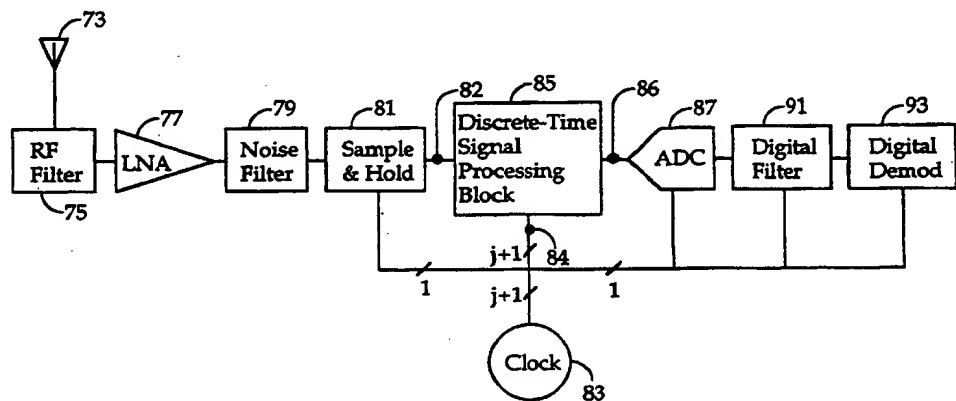 73
77
79
81
82
85
86
87
91
93
RF
Filter
LNA
Noise
Filter
Sample
& Hold
Discrete-Time
Signal
Processing
Block
ADC
Digital
Filter
Digital
Demod
75
j+1
84
1
1
j+1
Clock
83